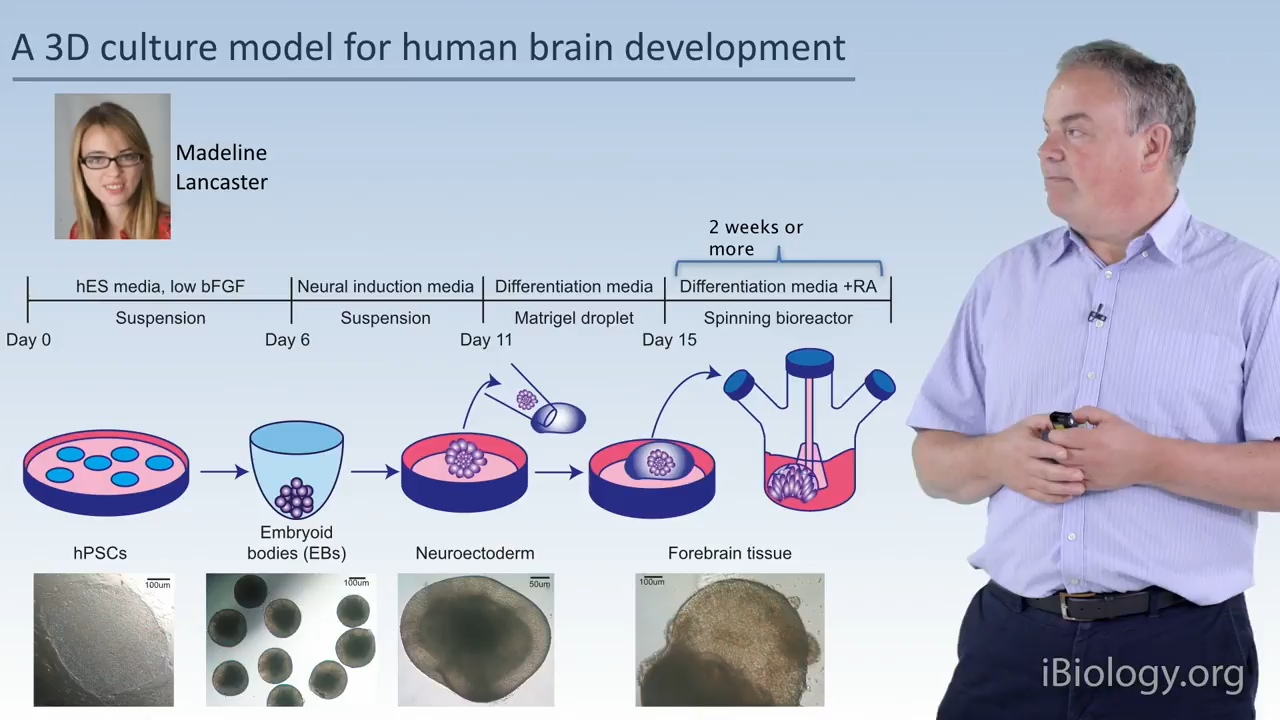 A 3D culture model for human brain development
Madeline
Lancaster
2 weeks or
more
hES media, low bFGF
Neural induction media
Differentiation media
Differentiation media +RA
Suspension
Suspension
Matrigel droplet
Spinning bioreactor
Day 0
Day 6
Day 11
Day 15
hPSCs
Embryoid
bodies (EBs)
Neuroectoderm
Forebrain tissue
100um
100um
50um
100um
iBiology.org